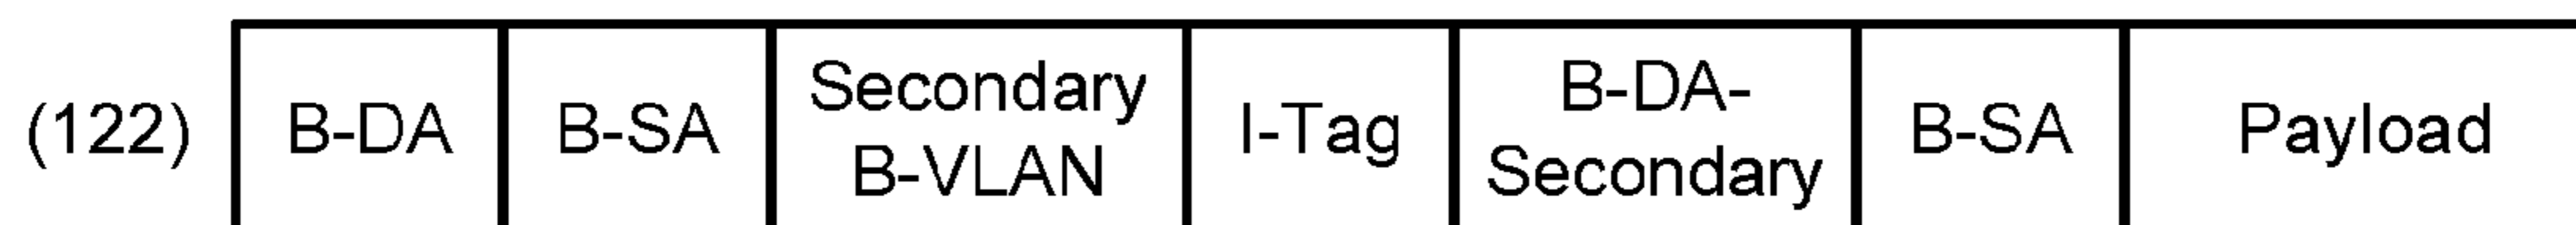 (122) B-DA B-SA Secondary B-VLAN I-Tag B-DA-Secondary B-SA Payload